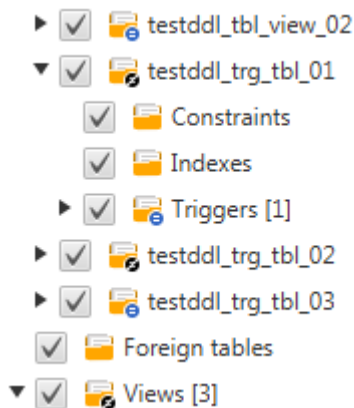 testddl_tbl_view_02
testddl_trg_tbl_01
Constraints
Indexes
Triggers [1]
testddl_trg_tbl_02
testddl_trg_tbl_03
Foreign tables
Views [3]